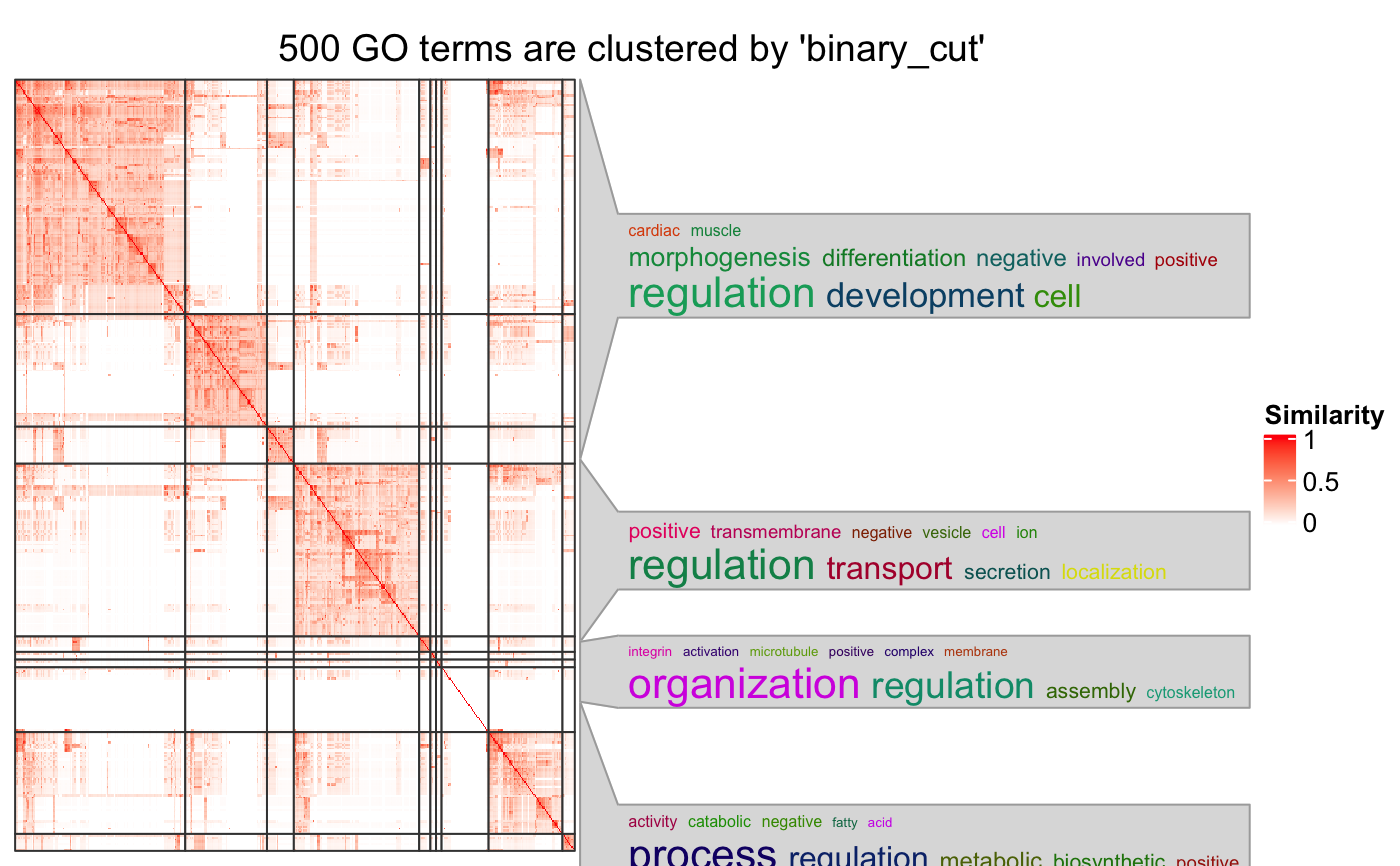 500 GO terms are clustered by 'binary_cut'
cardiac muscle
morphogenesis differentiation negative involved positive
regulation development cell
Similarity
1
0.5
0
positive transmembrane negative vesicle cell ion
regulation transport secretion localization
integrin activation microtubule positive complex membrane
organization regulation assembly cytoskeleton
activity catabolic negative fatty acid
process regulation metabolic biosynthetic positive